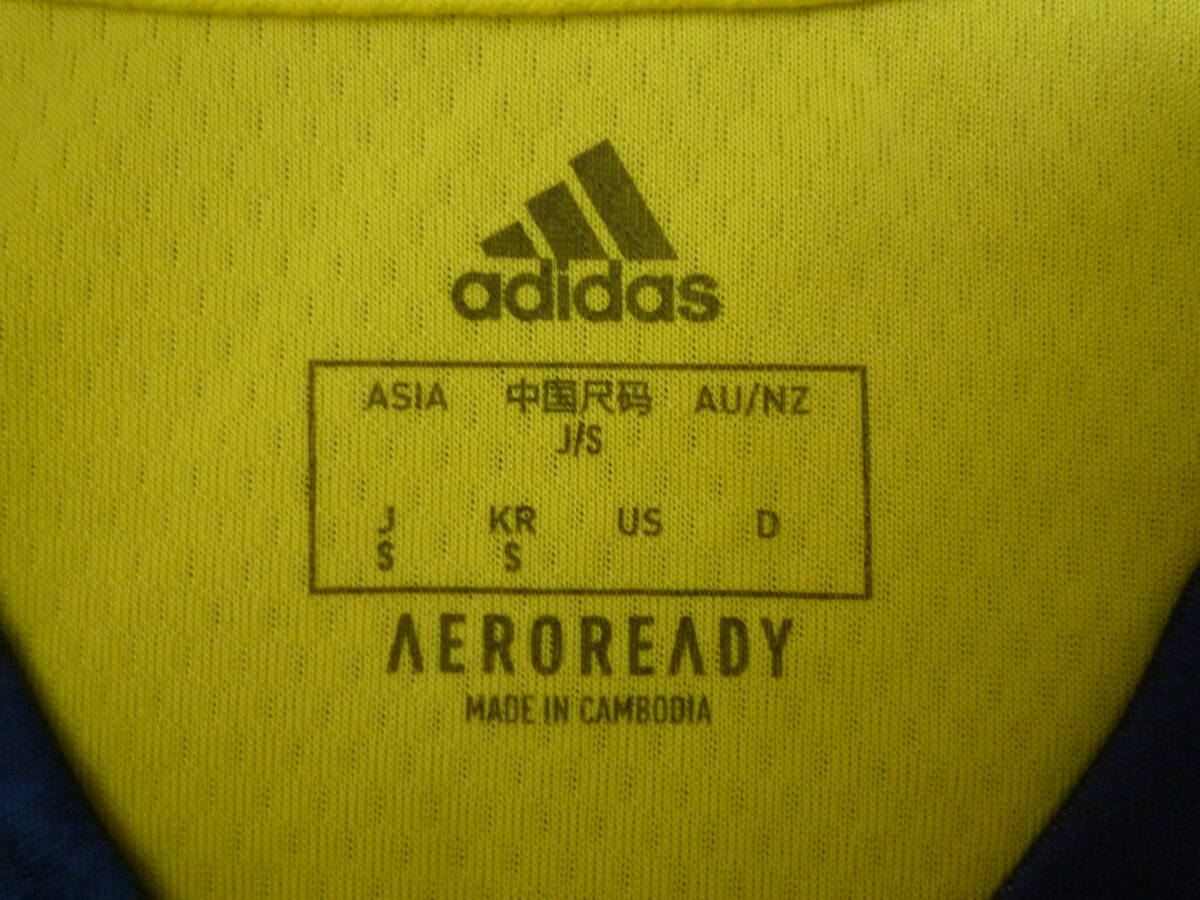 adidas
ASIA 中国尺码 AU/NZ
J/S
J KR US D
S S
AEROREADY
MADE IN CAMBODIA